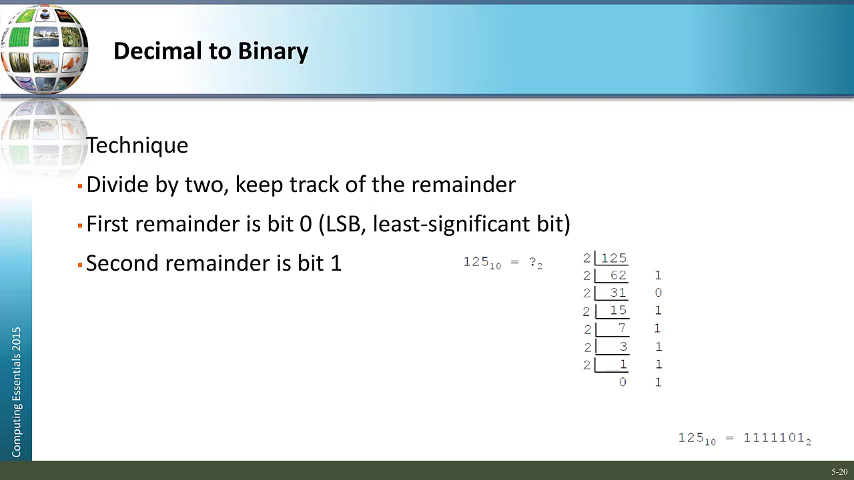 Decimal to Binary
Technique
▪Divide by two, keep track of the remainder
▪First remainder is bit 0 (LSB, least-significant bit)
▪Second remainder is bit 1
125₁₀ = ?₂
2 125
2 62 1
2 31 0
2 15 1
2 7 1
2 3 1
2 1 1
0 1
125₁₀ = 1111101₂
Computing Essentials 2015
5-20